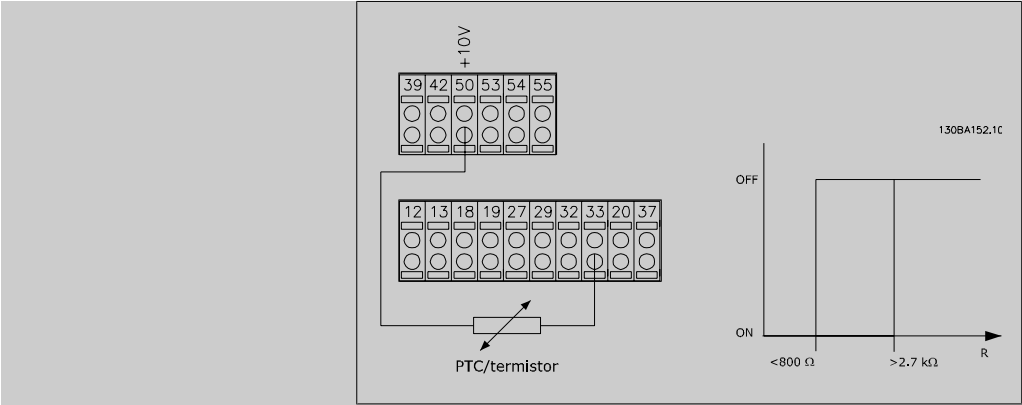 +10V
39 42 50 53 54 55
130BA152.10
OFF
12 13 18 19 27 29 32 33 20 37
ON
R
<800 Ω >2.7 kΩ
PTC/termistor